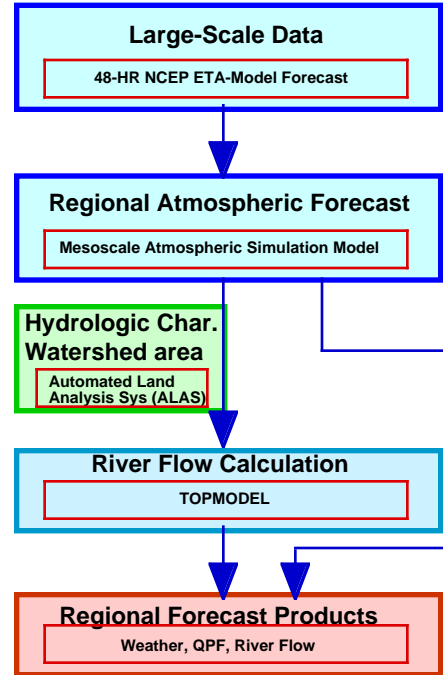 Large-Scale Data
48-HR NCEP ETA-Model Forecast
Regional Atmospheric Forecast
Mesoscale Atmospheric Simulation Model
Hydrologic Char.
Watershed area
Automated Land
Analysis Sys (ALAS)
River Flow Calculation
TOPMODEL
Regional Forecast Products
Weather, QPF, River Flow